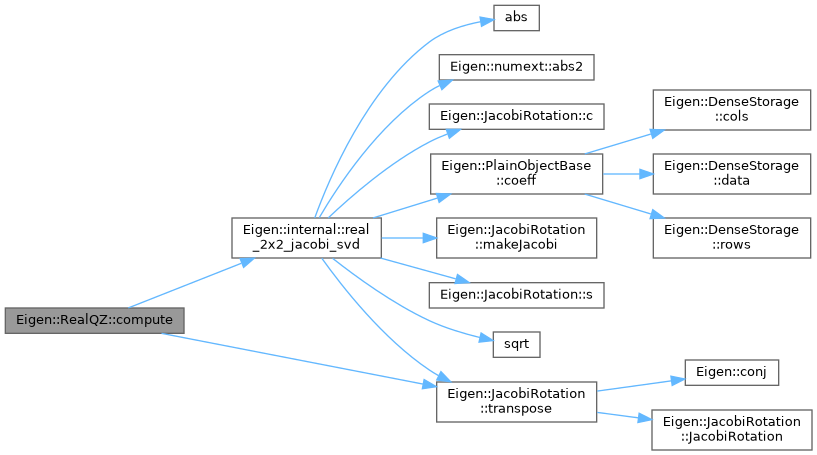 abs
Eigen::numext::abs2
Eigen::JacobiRotation::c
Eigen::DenseStorage
::cols
Eigen::PlainObjectBase
::coeff
Eigen::DenseStorage
::data
Eigen::internal::real
_2x2_jacobi_svd
Eigen::JacobiRotation
::makeJacobi
Eigen::DenseStorage
::rows
Eigen::JacobiRotation::s
Eigen::RealQZ::compute
sqrt
Eigen::JacobiRotation
::transpose
Eigen::conj
Eigen::JacobiRotation
::JacobiRotation